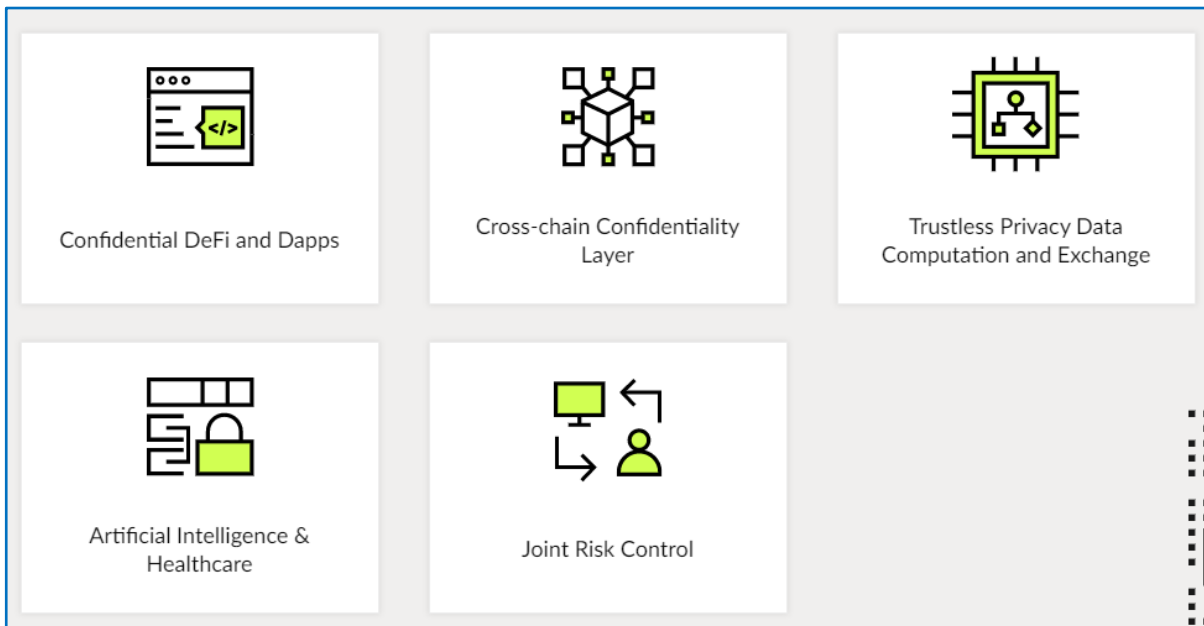 </>
Confidential DeFi and Dapps
Cross-chain Confidentiality
Layer
Trustless Privacy Data
Computation and Exchange
Artificial Intelligence &
Healthcare
Joint Risk Control